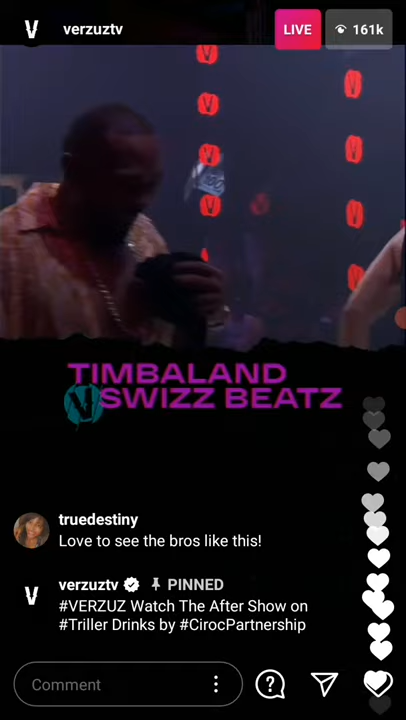 verzuztv
LIVE
161k
TIMBALAND
SWIZZ BEATZ
truedestiny
Love to see the bros like this!
verzuztv PINNED
#VERZUZ Watch The After Show on
#Triller Drinks by #CirocPartnership
Comment